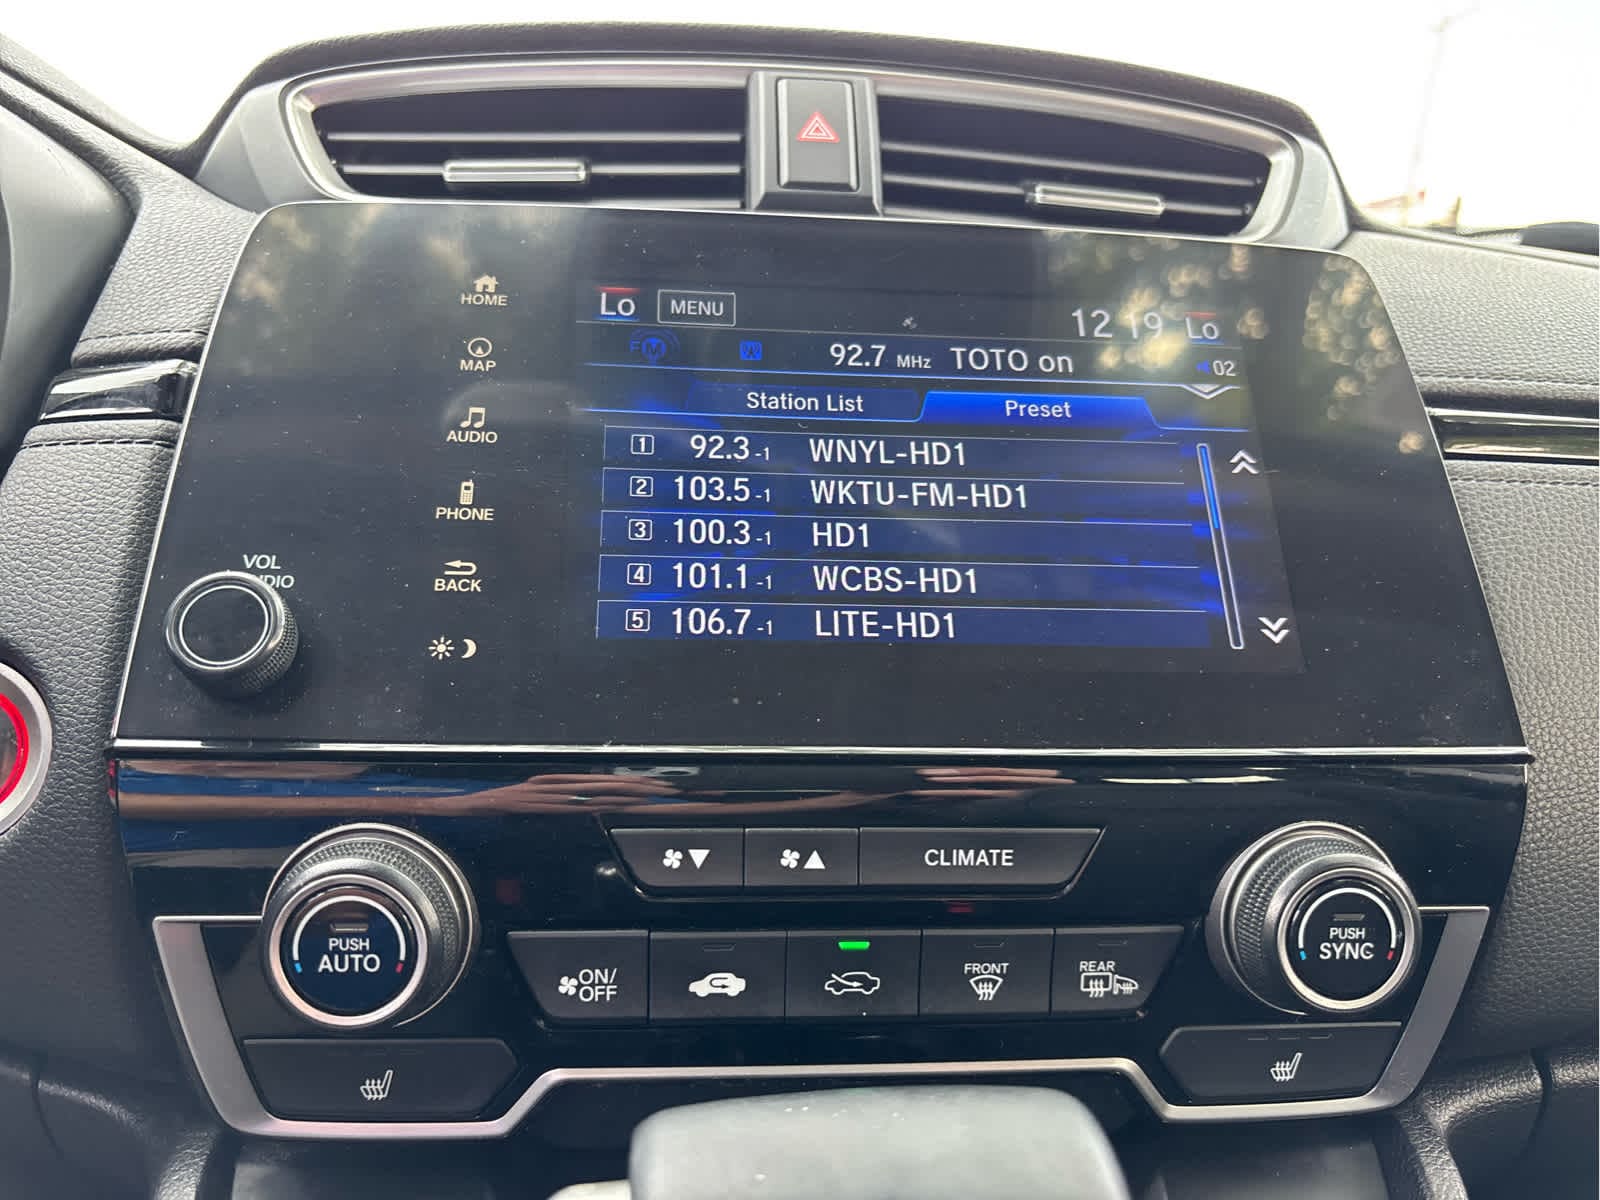 HOME
MAP
AUDIO
PHONE
BACK
VOL
Lo MENU 12 19 Lo
FM 92.7 MHz TOTO on 02
Station List Preset
1 92.3-1 WNYL-HD1
2 103.5-1 WKTU-FM-HD1
3 100.3-1 HD1
4 101.1-1 WCBS-HD1
5 106.7-1 LITE-HD1
CLIMATE
PUSH
AUTO
ON/
OFF
FRONT
REAR
PUSH
SYNC